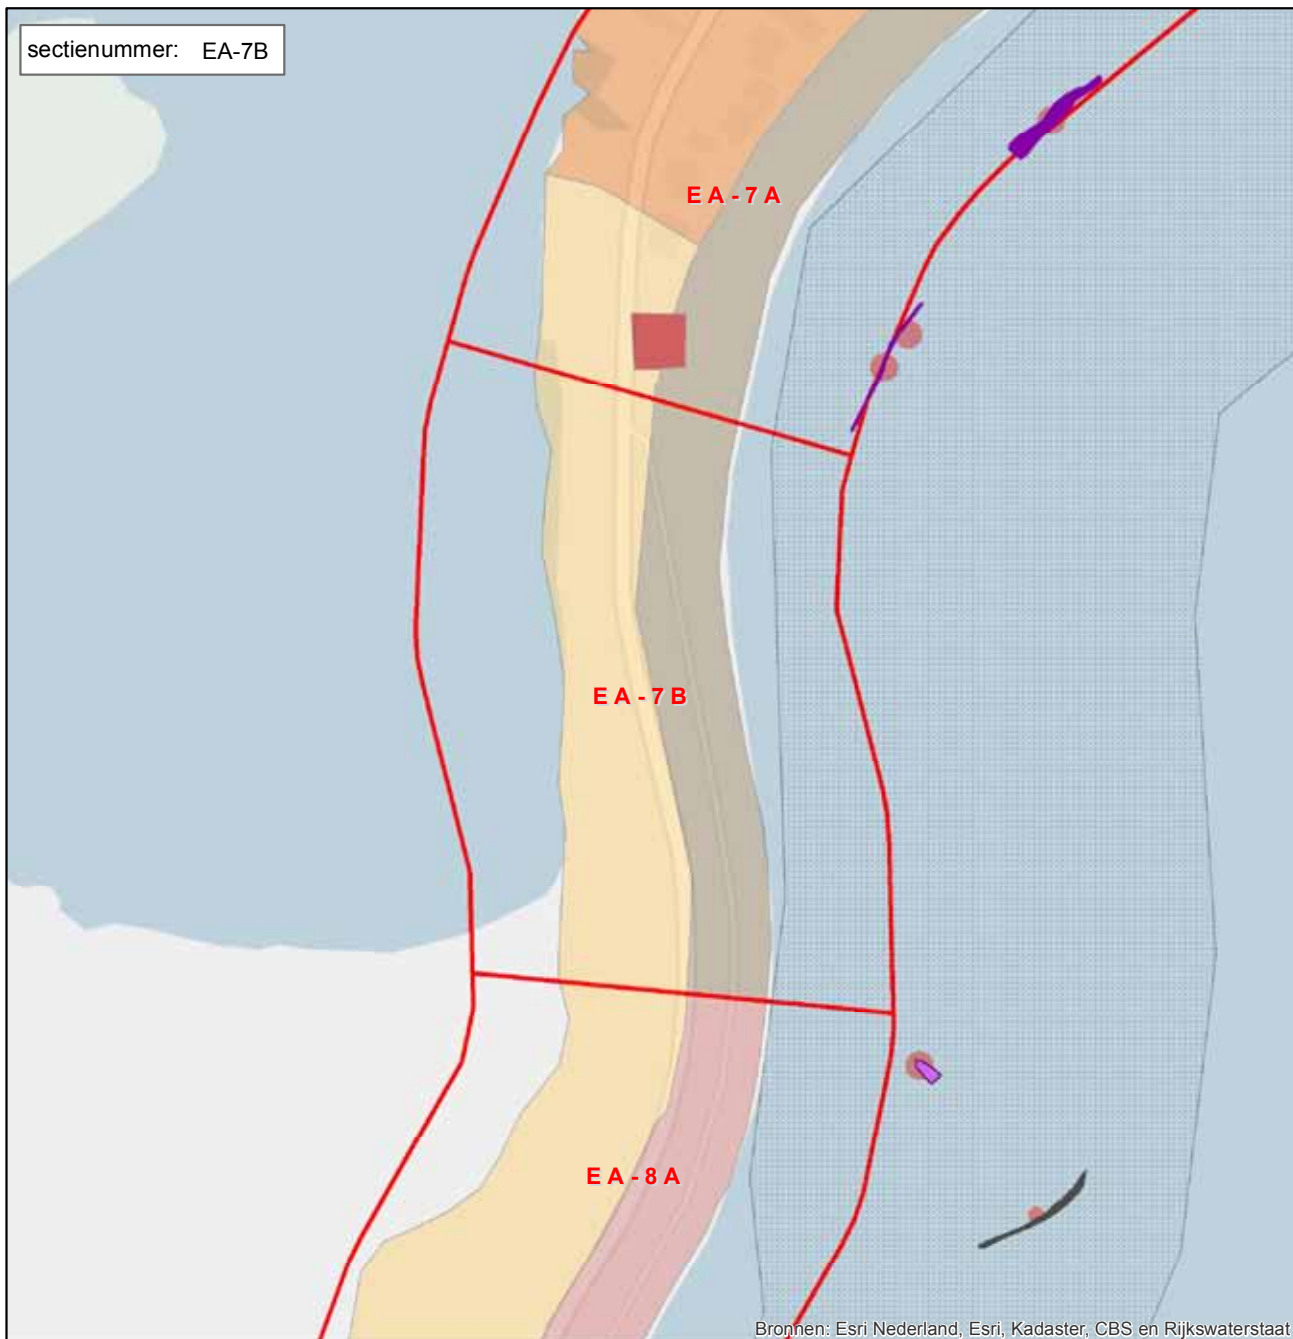 sectienummer: EA-7B
EA-7A
EA-7B
EA-8A
Bronnen: Esri Nederland, Esri, Kadaster, CBS en Rijkswaterstaat